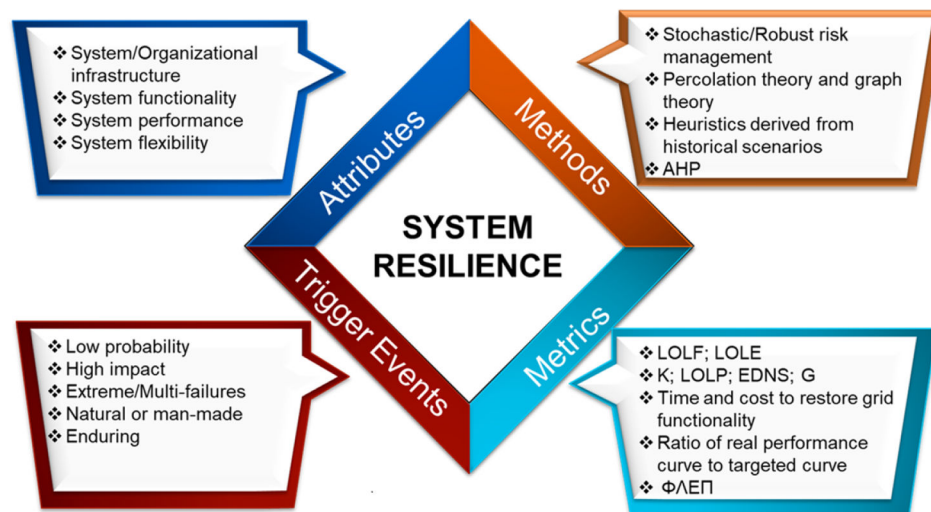 ❖ System/Organizational
infrastructure
❖ System functionality
❖ System performance
❖ System flexibility
Attributes
Methods
❖ Stochastic/Robust risk
management
❖ Percolation theory and graph
theory
❖ Heuristics derived from
historical scenarios
❖ AHP
SYSTEM
RESILIENCE
❖ Low probability
❖ High impact
❖ Extreme/Multi-failures
❖ Natural or man-made
❖ Enduring
Trigger Events
Metrics
❖ LOLF; LOLE
❖ K; LOLP; EDNS; G
❖ Time and cost to restore grid
functionality
❖ Ratio of real performance
curve to targeted curve
❖ ΦΛΕΠ